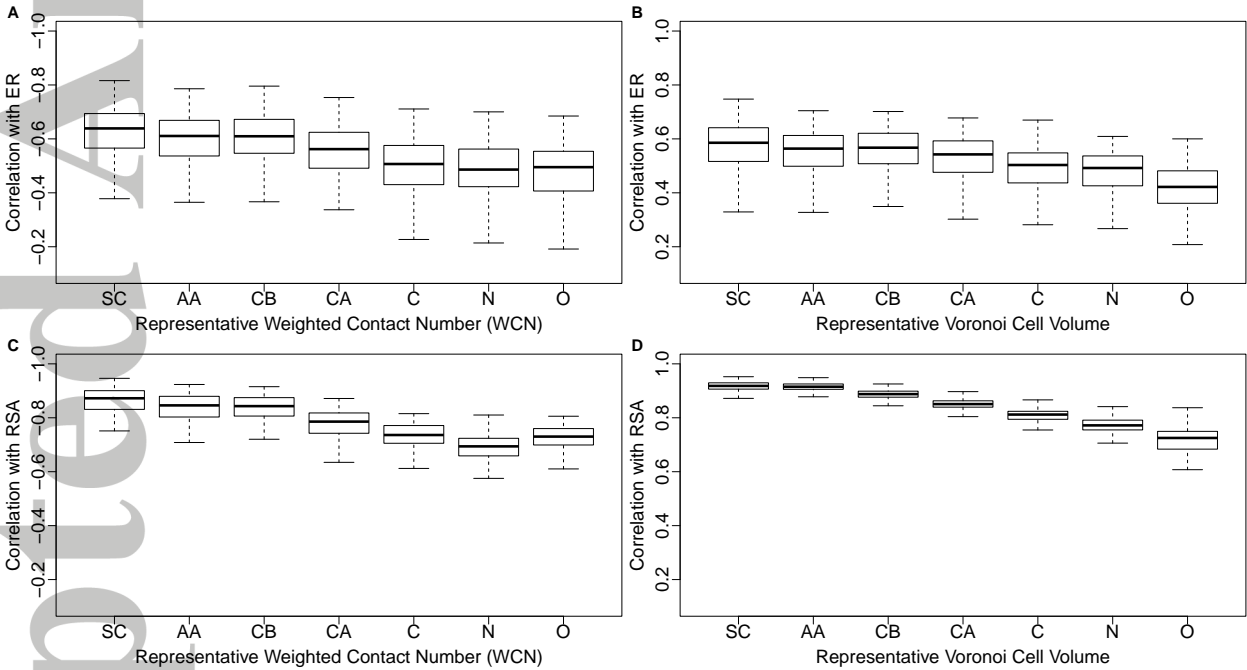 A
Correlation with ER
−1.0
−0.8
−0.6
−0.4
−0.2
SC AA CB CA C N O
Representative Weighted Contact Number (WCN)
B
Correlation with ER
1.0
0.8
0.6
0.4
0.2
SC AA CB CA C N O
Representative Voronoi Cell Volume
C
Correlation with RSA
−1.0
−0.8
−0.6
−0.4
−0.2
SC AA CB CA C N O
Representative Weighted Contact Number (WCN)
D
Correlation with RSA
1.0
0.8
0.6
0.4
0.2
SC AA CB CA C N O
Representative Voronoi Cell Volume
pted A